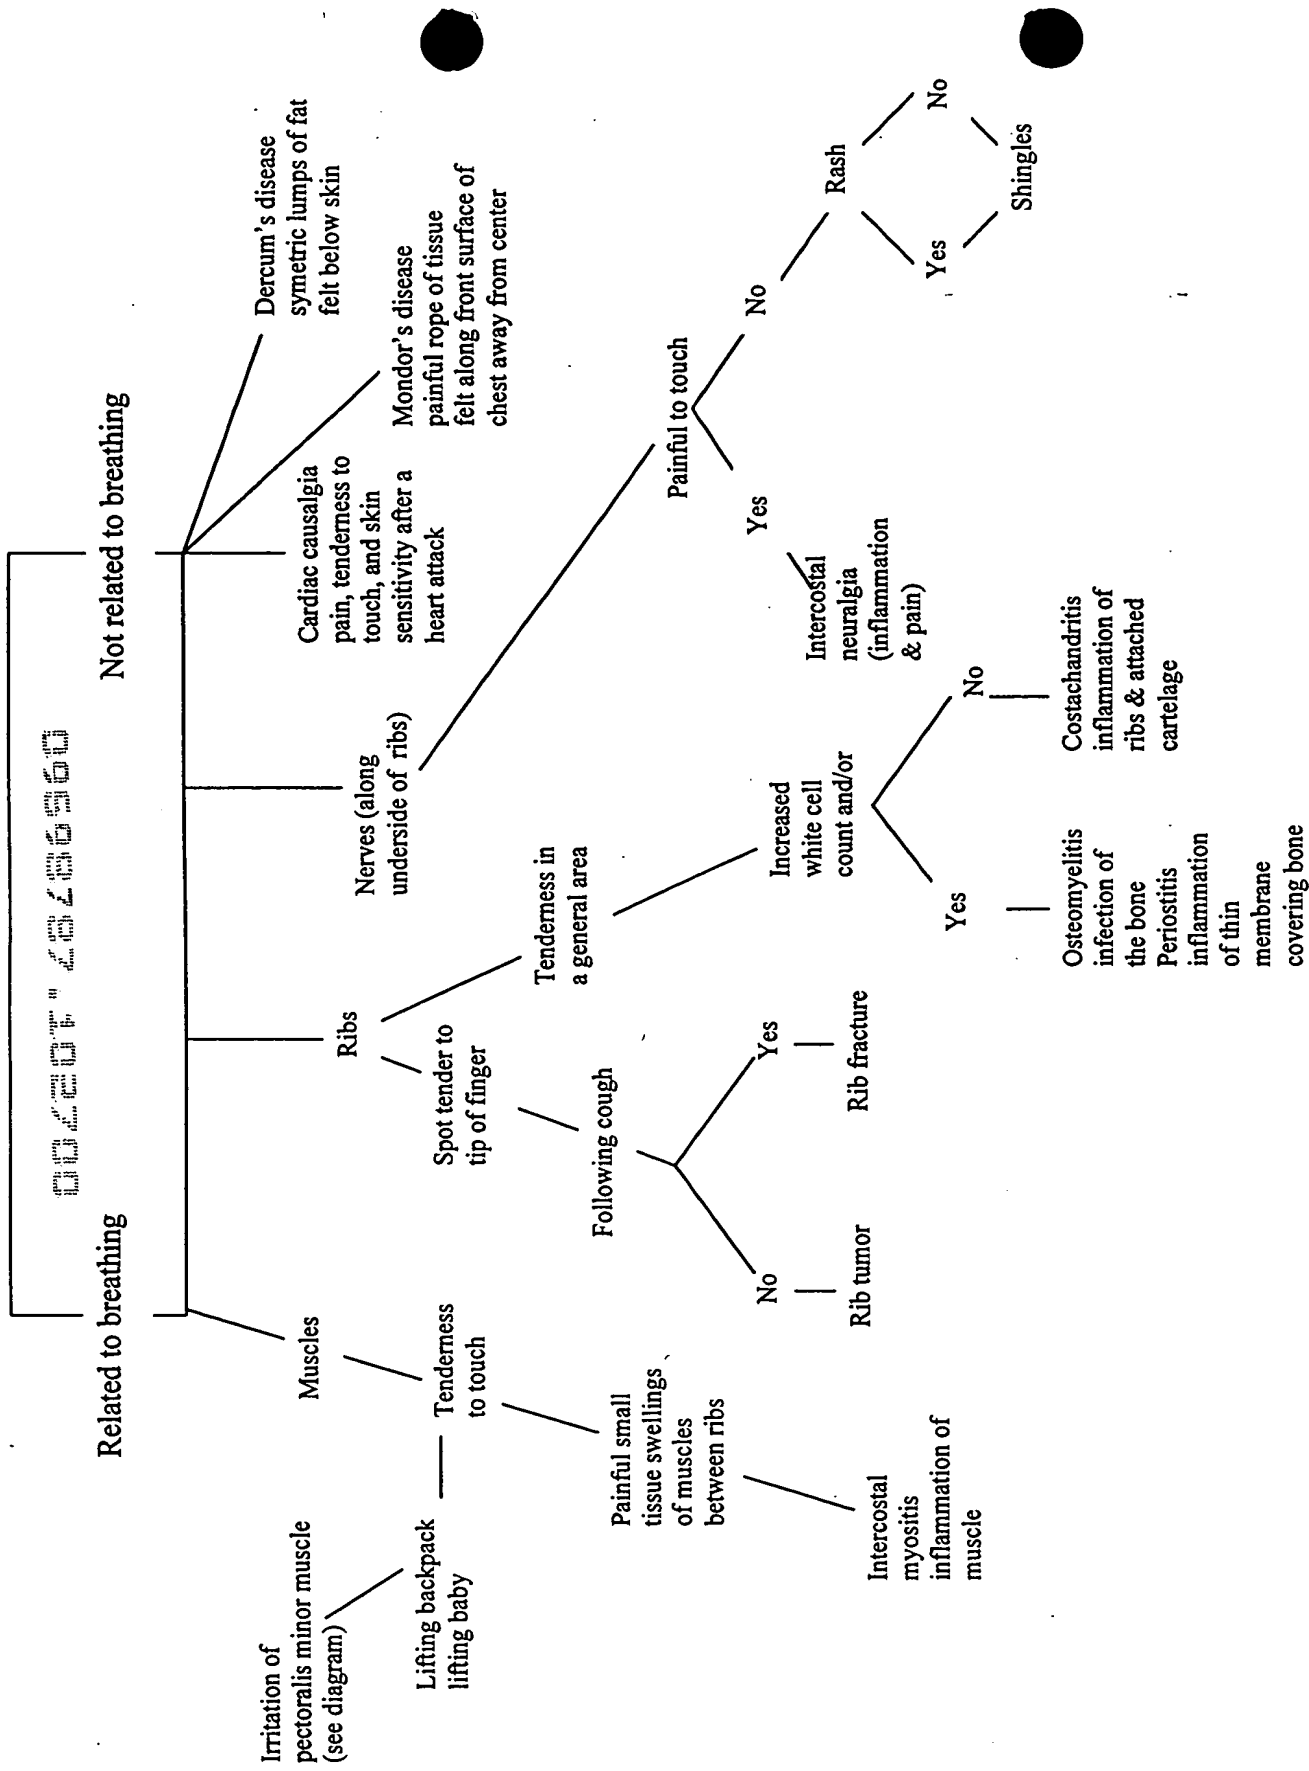 09698787.102700
Related to breathing
Not related to breathing
Irritation of
pectoralis minor muscle
(see diagram)
Lifting backpack
lifting baby
Muscles
Tenderness
to touch
Painful small
tissue swellings
of muscles
between ribs
Intercostal
myositis
inflammation of
muscle
Ribs
Spot tender to
tip of finger
Following cough
No
Yes
Rib tumor
Rib fracture
Tenderness in
a general area
Increased
white cell
count and/or
Yes
No
Osteomyelitis
infection of
the bone
Periostitis
inflammation
of thin
membrane
covering bone
Costachandritis
inflammation of
ribs & attached
cartelage
Nerves (along
underside of ribs)
Painful to touch
Yes
No
Intercostal
neuralgia
(inflammation
& pain)
Rash
Yes
No
Shingles
Cardiac causalgia
pain, tenderness to
touch, and skin
sensitivity after a
heart attack
Mondor's disease
painful rope of tissue
felt along front surface of
chest away from center
Dercum's disease
symetric lumps of fat
felt below skin